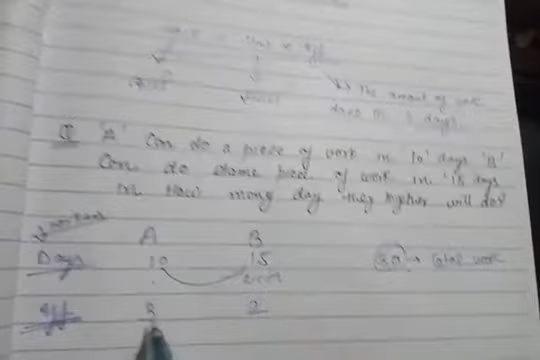 The amount of work
done in 1 days
Q 'A' Can do a piece of work in '10' days 'B'
Can do same piece of work in '15 days
in How many day they together will do?
A B
Days 10 15
LCM
30 → total work
Eff 3 2